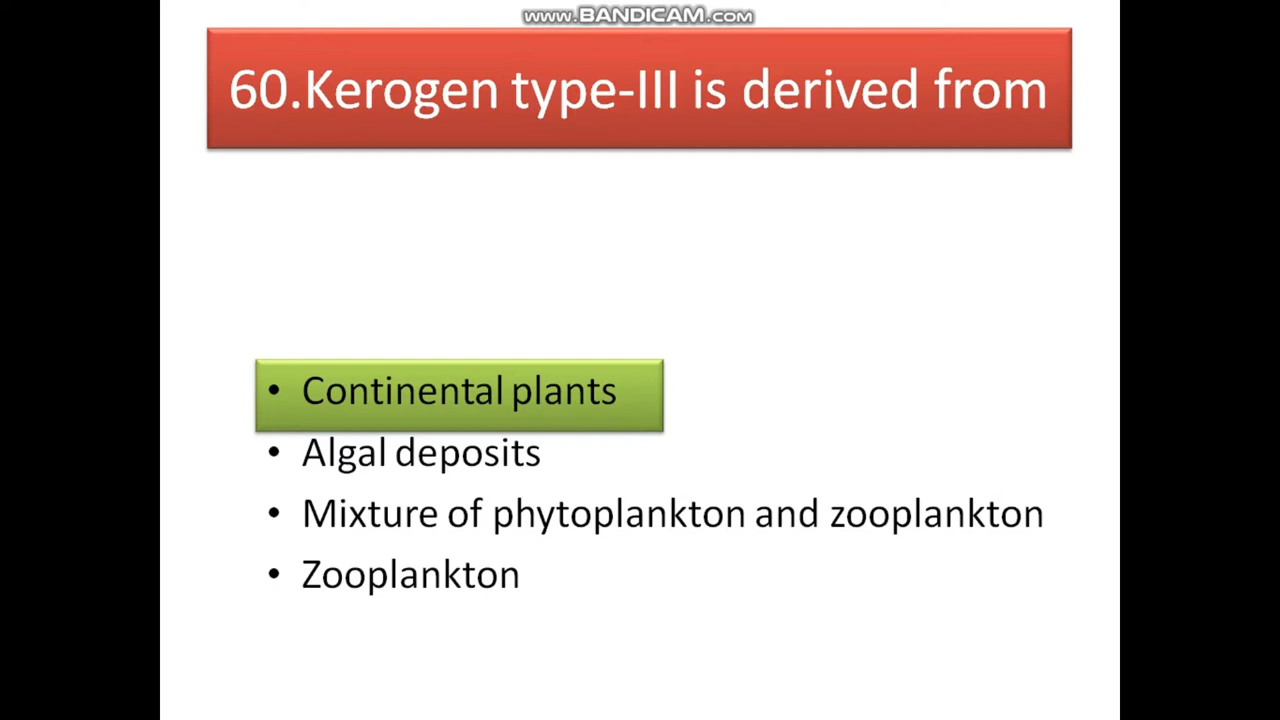 www.BANDICAM.com
60.Kerogen type-III is derived from
• Continental plants
• Algal deposits
• Mixture of phytoplankton and zooplankton
• Zooplankton